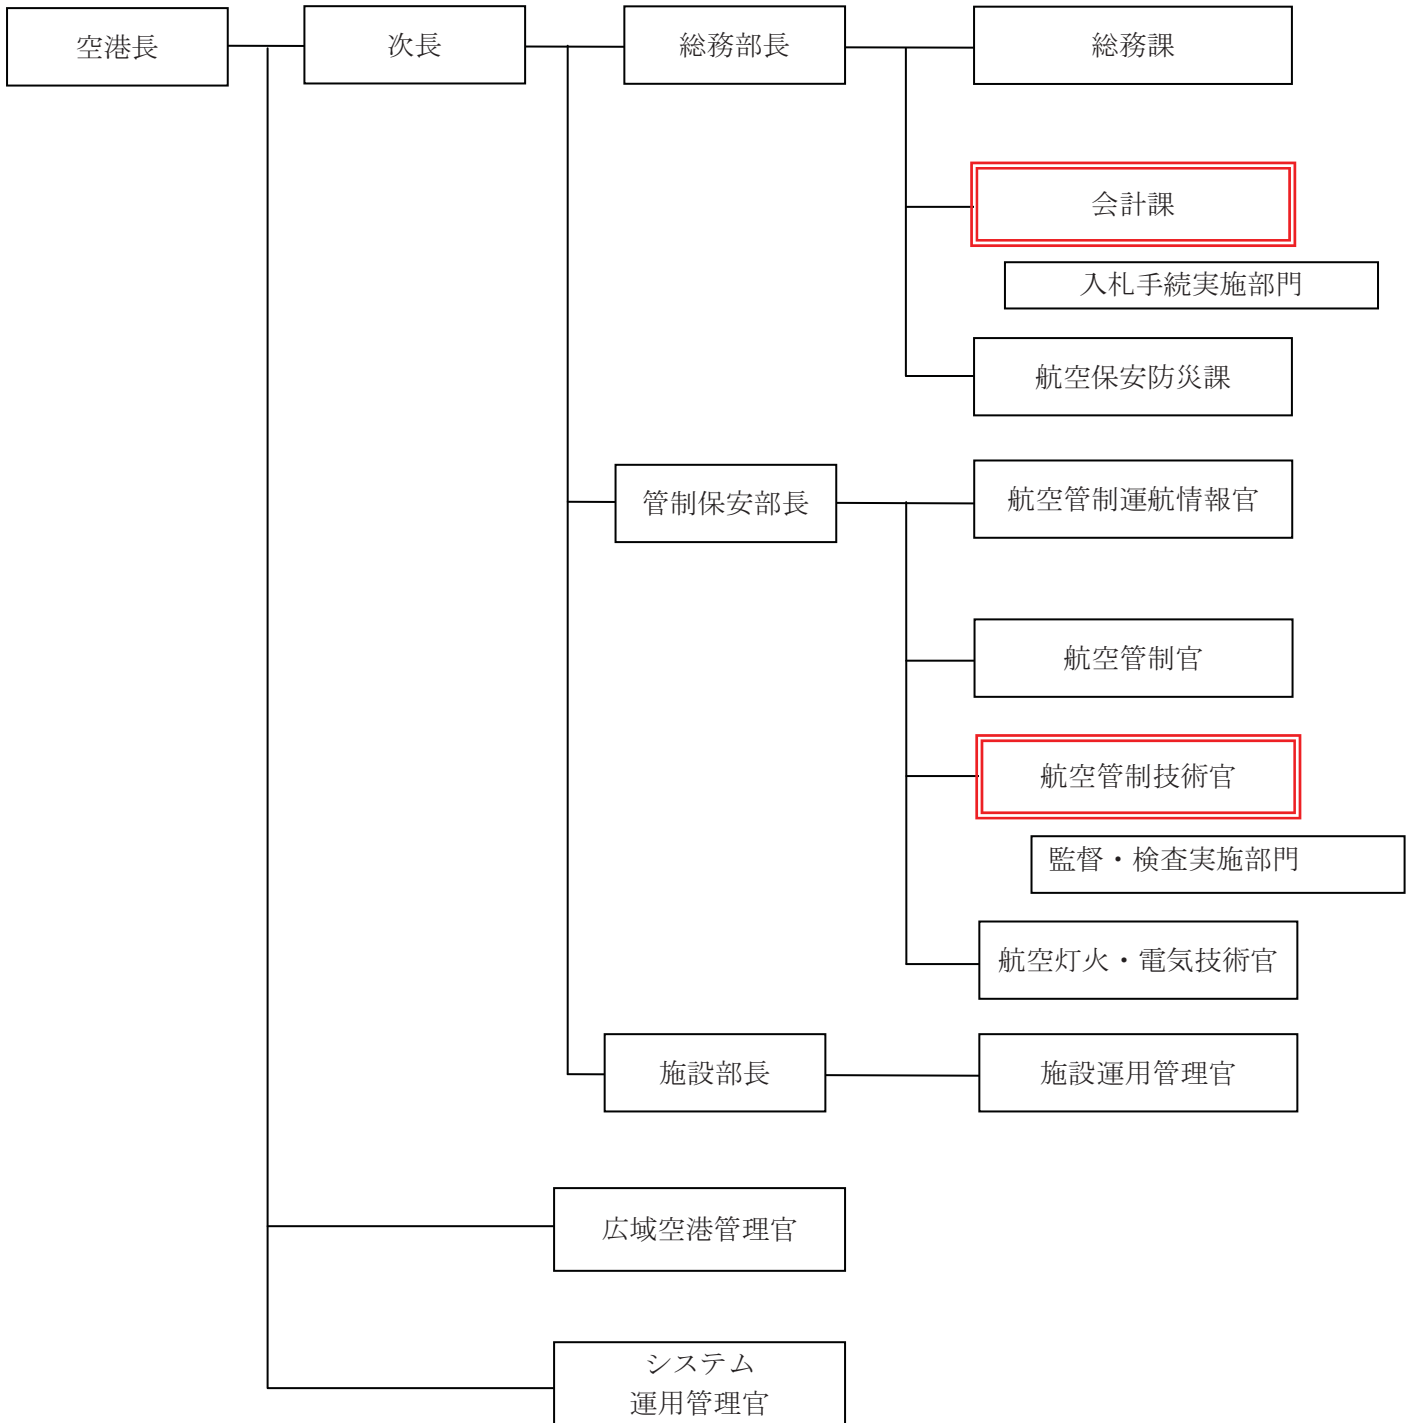 空港長
次長
総務部長
総務課
会計課
入札手続実施部門
航空保安防災課
管制保安部長
航空管制運航情報官
航空管制官
航空管制技術官
監督・検査実施部門
航空灯火・電気技術官
施設部長
施設運用管理官
広域空港管理官
システム
運用管理官